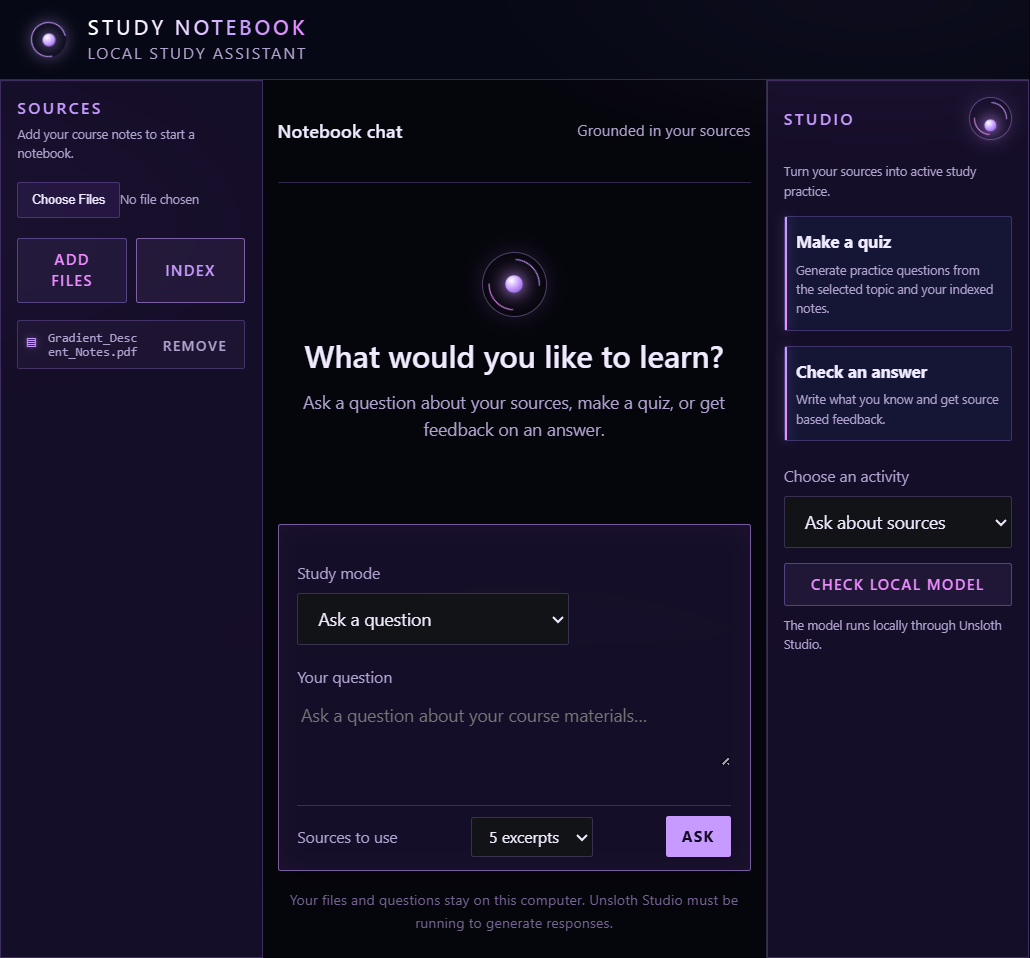 STUDY NOTEBOOK
LOCAL STUDY ASSISTANT
SOURCES
Add your course notes to start a
notebook.
Choose Files No file chosen
ADD
FILES
INDEX
Gradient_Desc
ent_Notes.pdf
REMOVE
Notebook chat
Grounded in your sources
What would you like to learn?
Ask a question about your sources, make a quiz, or get
feedback on an answer.
Study mode
Ask a question
Your question
Ask a question about your course materials...
Sources to use
5 excerpts
ASK
Your files and questions stay on this computer. Unsloth Studio must be
running to generate responses.
STUDIO
Turn your sources into active study
practice.
Make a quiz
Generate practice questions from
the selected topic and your indexed
notes.
Check an answer
Write what you know and get source
based feedback.
Choose an activity
Ask about sources
CHECK LOCAL MODEL
The model runs locally through Unsloth
Studio.